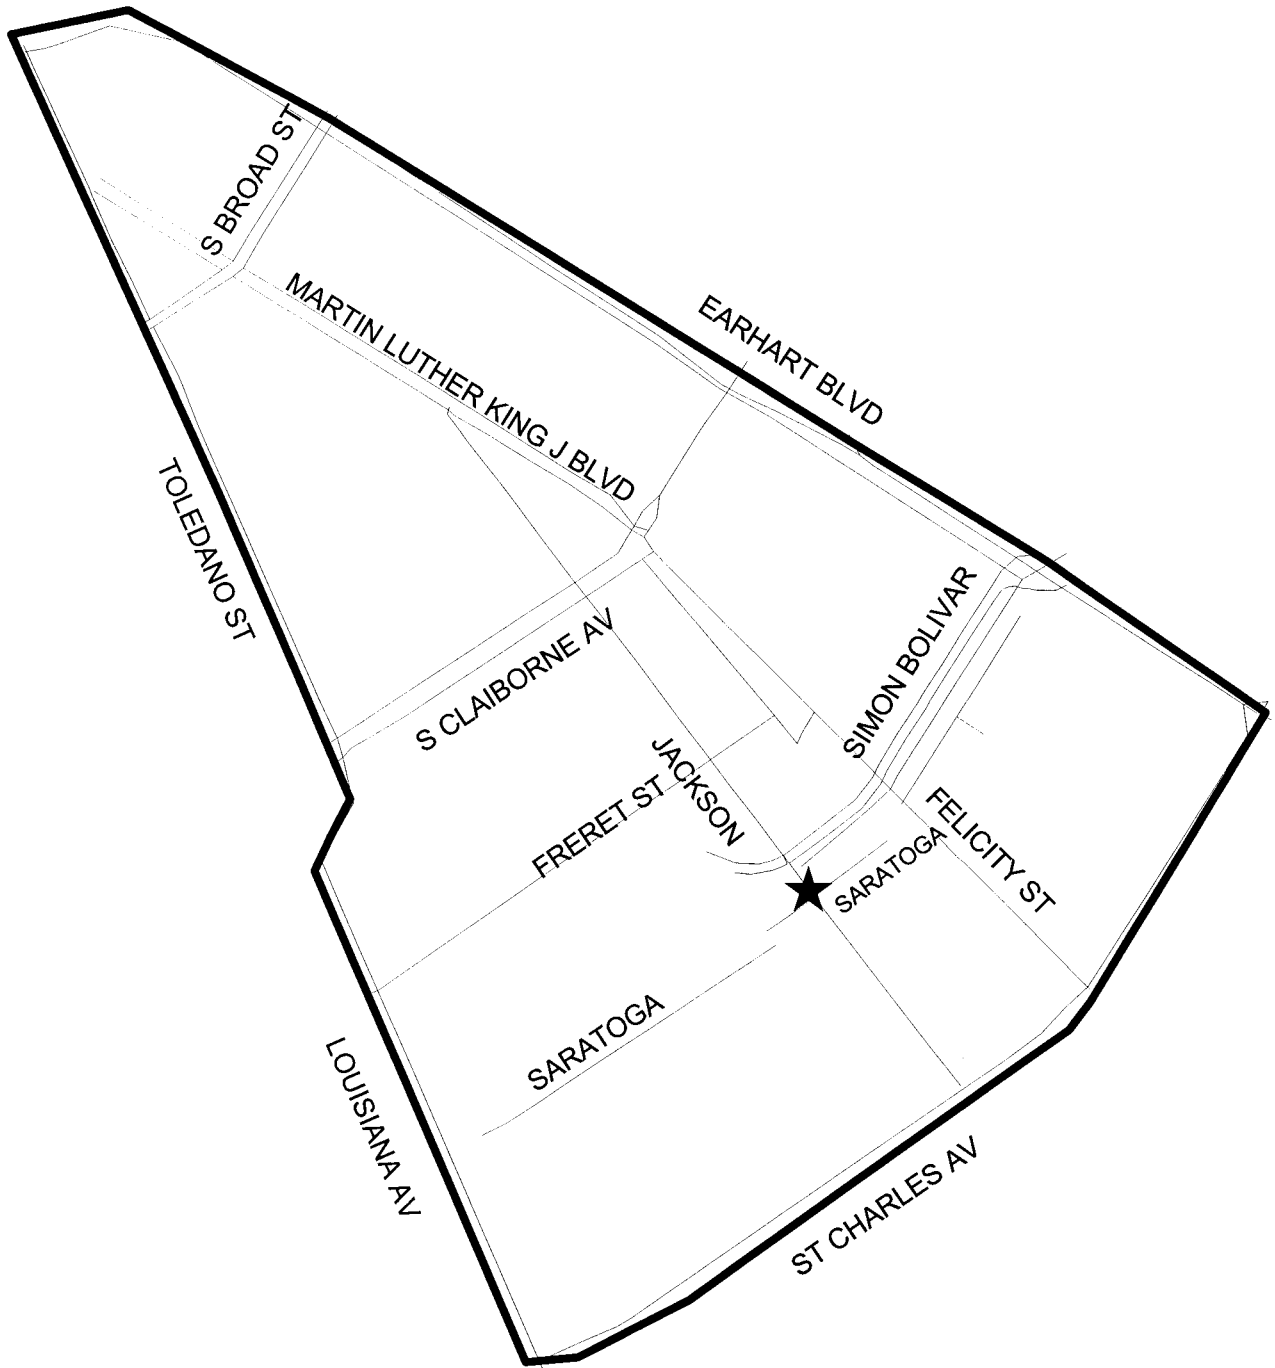 S BROAD ST
MARTIN LUTHER KING J BLVD
EARHART BLVD
TOLEDANO ST
S CLAIBORNE AV
SIMON BOLIVAR
JACKSON
FRERET ST
FELICITY ST
SARATOGA
SARATOGA
LOUISIANA AV
ST CHARLES AV